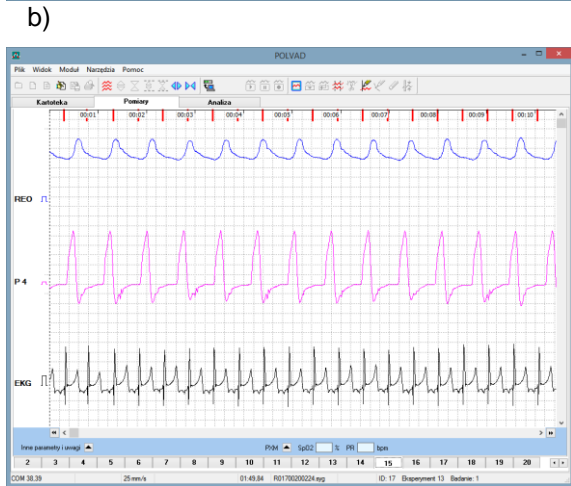 b)
POLVAD
Plik Widok Moduł Narzędzia Pomoc
Kartoteka Pomiary Analiza
00:01 00:02 00:03 00:04 00:05 00:06 00:07 00:08 00:09 00:10
REO
P 4
EKG
Inne parametry i uwagi PXM SpO2 % PR bpm
2 3 4 5 6 7 8 9 10 11 12 13 14 15 16 17 18 19 20
COM 38,39 25 mm/s 01:49,84 R01700200224.syg ID: 17 Eksperyment 13 Badanie: 1